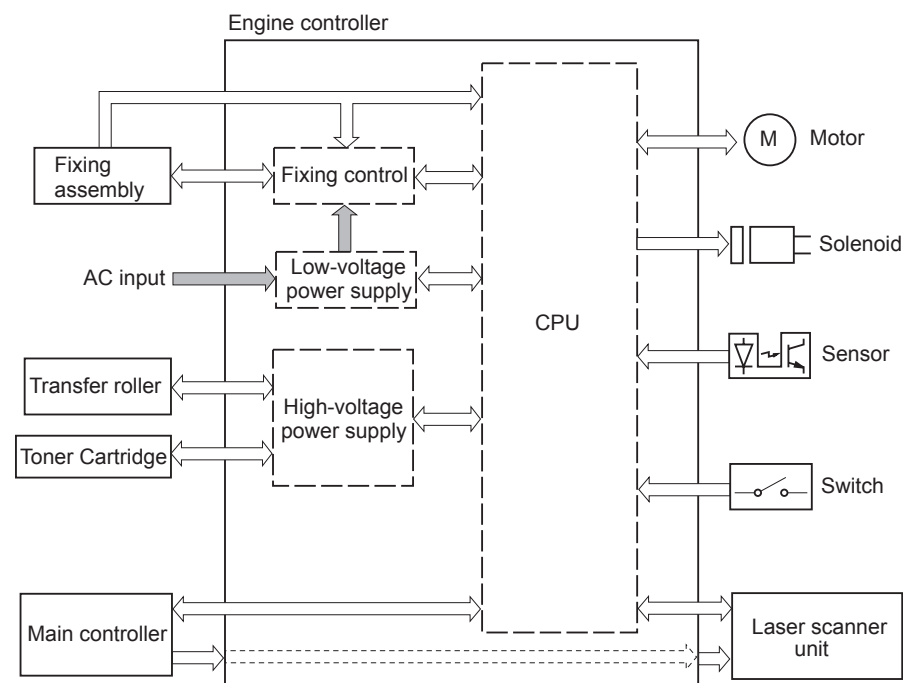 Engine controller
Fixing
assembly
Fixing control
AC input
Low-voltage
power supply
Transfer roller
High-voltage
power supply
Toner Cartridge
Main controller
CPU
M
Motor
Solenoid
Sensor
Switch
Laser scanner
unit